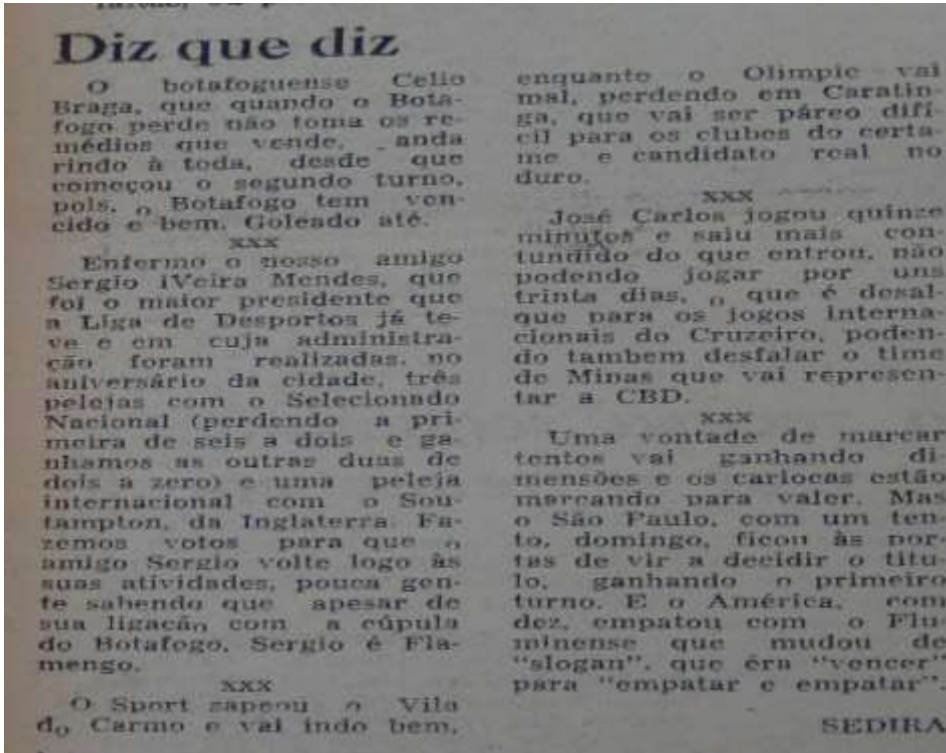 Diz que diz
O botafoguense Celio
Braga, que quando o Bota-
fogo perde não toma os re-
médios que vende, anda
rindo à toda, desde que
começou o segundo turno,
pois, o Botafogo tem ven-
cido e bem. Goleado até.
xxx
Enfermo o nosso amigo
Sergio iVeira Mendes, que
foi o maior presidente que
a Liga de Desportos já te-
ve e em cuja administra-
ção foram realizadas, no
aniversário da cidade, três
pelejas com o Selecionado
Nacional (perdendo a pri-
meira de seis a dois e ga-
nhamos as outras duas de
dois a zero) e uma peleja
internacional com o Sou-
tampton, da Inglaterra. Fa-
zemos votos para que o
amigo Sergio volte logo às
suas atividades, pouca gen-
te sabendo que apesar de
sua ligação com a cúpula
do Botafogo, Sergio é Fla-
mengo.
xxx
O Sport sapeou o Vila
do Carmo e vai indo bem,
enquanto o Olimpic vai
mal, perdendo em Caratin-
ga, que vai ser páreo difí-
cil para os clubes do certa-
me e candidato real no
duro.
xxx
José Carlos jogou quinze
minutos e saiu mais con-
tundido do que entrou, não
podendo jogar por uns
trinta dias, o que é desal-
que para os jogos interna-
cionais do Cruzeiro, poden-
do tambem desfalar o time
de Minas que vai represen-
tar a CBD.
xxx
Uma vontade de marcar
tentos vai ganhando di-
mensões e os cariocas estão
marcando para valer. Mas
o São Paulo, com um ten-
to, domingo, ficou às por-
tas de vir a decidir o titu-
lo, ganhando o primeiro
turno. E o América, com
dez, empatou com o Flu-
minense que mudou de
"slogan", que éra "vencer"
para "empatar e empatar".
SEDIRA